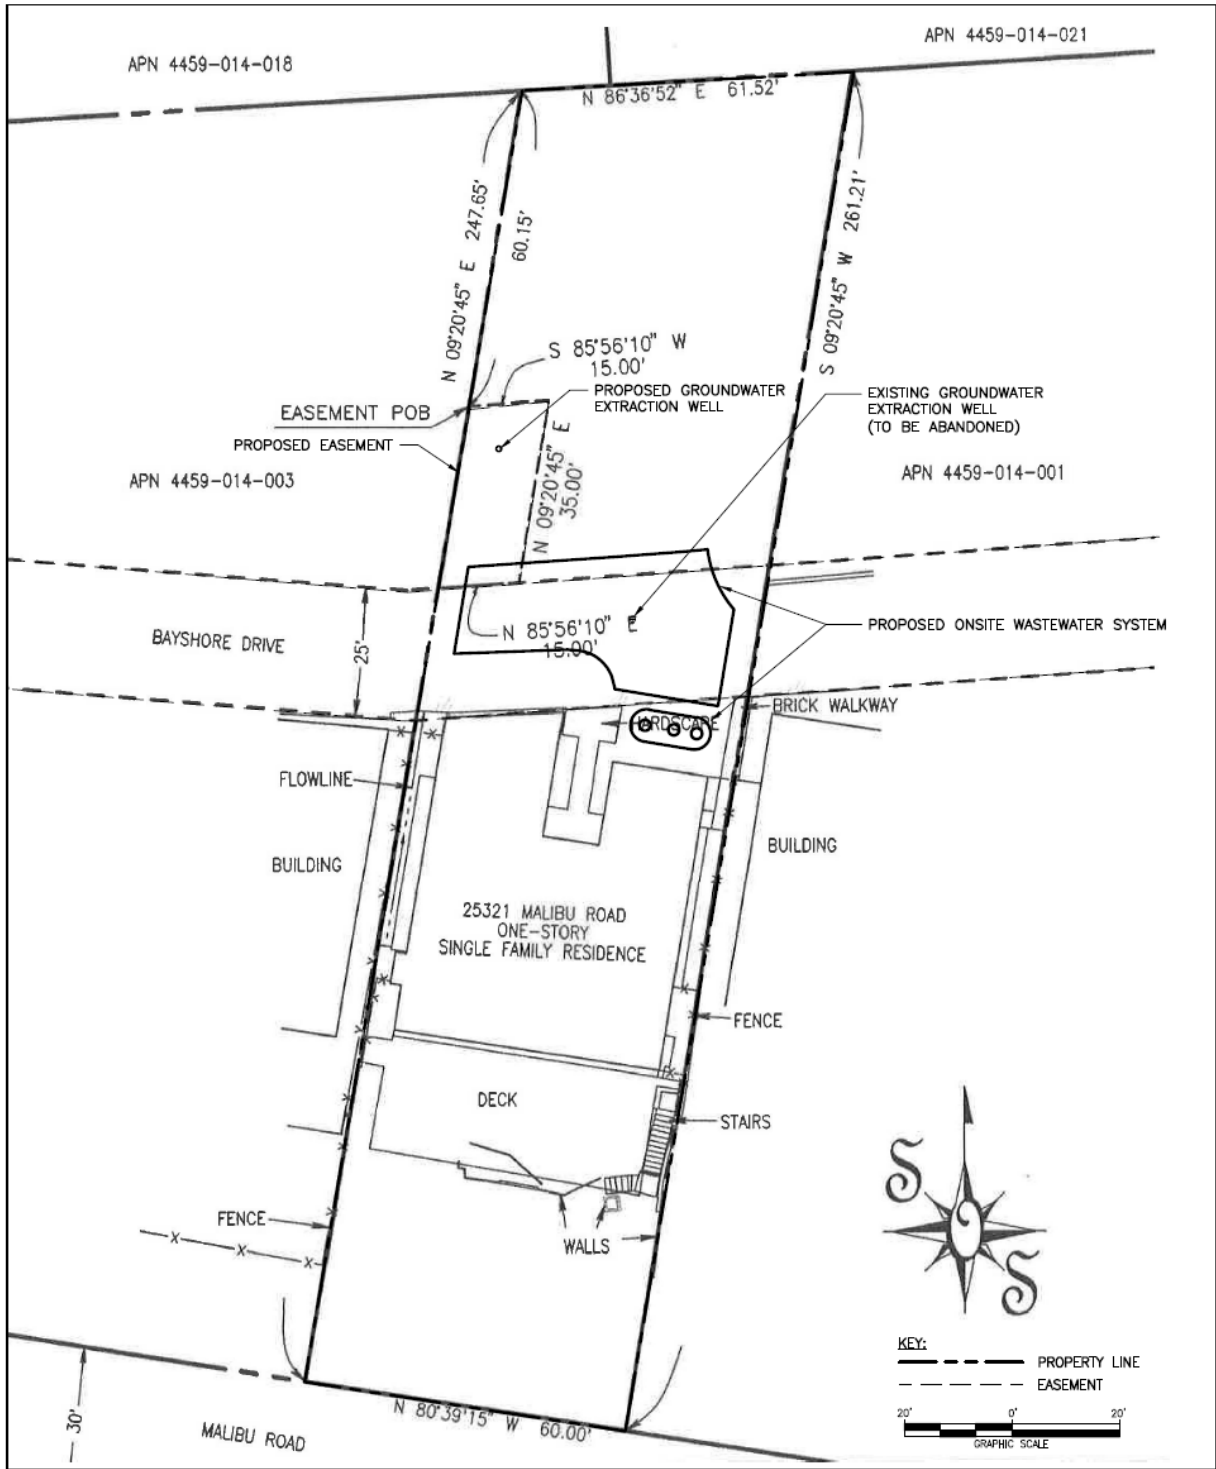 APN 4459-014-018
APN 4459-014-021
N 86°36'52" E 61.52'
N 09°20'45" E 247.65'
60.15'
S 09°20'45" W 261.21'
S 85°56'10" W
15.00'
PROPOSED GROUNDWATER
EXTRACTION WELL
EXISTING GROUNDWATER
EXTRACTION WELL
(TO BE ABANDONED)
EASEMENT POB
PROPOSED EASEMENT
APN 4459-014-003
N 09°20'45" E
35.00'
APN 4459-014-001
BAYSHORE DRIVE
25'
N 85°56'10" E
15.00'
PROPOSED ONSITE WASTEWATER SYSTEM
HARDSCAPE
BRICK WALKWAY
FLOWLINE
BUILDING
BUILDING
25321 MALIBU ROAD
ONE-STORY
SINGLE FAMILY RESIDENCE
FENCE
DECK
STAIRS
FENCE
WALLS
S
S
N 80°39'15" W 60.00'
30'
MALIBU ROAD
KEY:
PROPERTY LINE
EASEMENT
20' 0' 20'
GRAPHIC SCALE